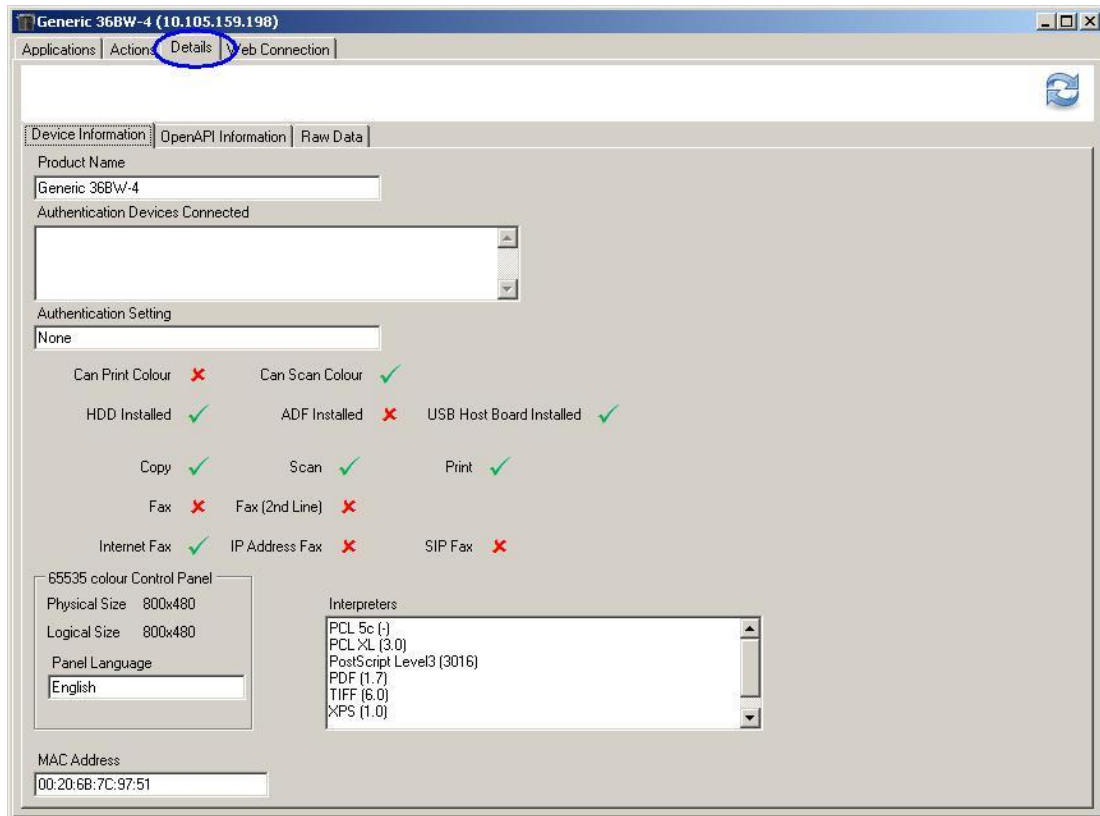 Generic 36BW-4 (10.105.159.198)
Applications Actions Details Web Connection
Device Information OpenAPI Information Raw Data
Product Name
Generic 36BW-4
Authentication Devices Connected
Authentication Setting
None
Can Print Colour Can Scan Colour
HDD Installed ADF Installed USB Host Board Installed
Copy Scan Print
Fax Fax (2nd Line)
Internet Fax IP Address Fax SIP Fax
65535 colour Control Panel
Physical Size 800x480
Logical Size 800x480
Panel Language
English
Interpreters
PCL 5c (-)
PCL XL (3.0)
PostScript Level3 (3016)
PDF (1.7)
TIFF (6.0)
XPS (1.0)
MAC Address
00:20:6B:7C:97:51